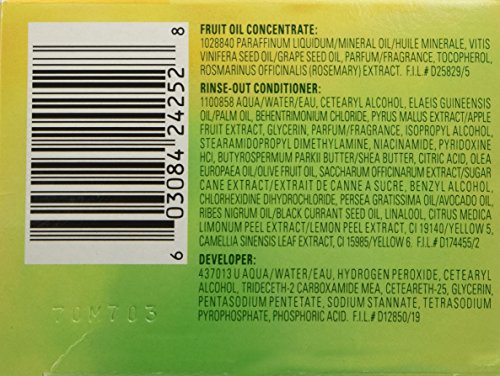 FRUIT OIL CONCENTRATE:
1028840 PARAFFINUM LIQUIDUM/MINERAL OIL/HUILE MINERALE, VITIS
VINIFERA SEED OIL/GRAPE SEED OIL, PARFUM/FRAGRANCE, TOCOPHEROL,
ROSMARINUS OFFICINALIS (ROSEMARY) EXTRACT. F.I.L# D25829/5
RINSE-OUT CONDITIONER:
1100858 AQUA/WATER/EAU, CETEARYL ALCOHOL, ELAEIS GUINEENSIS
OIL/PALM OIL, BEHENTRIMONIUM CHLORIDE, PYRUS MALUS EXTRACT/APPLE
FRUIT EXTRACT, GLYCERIN, PARFUM/FRAGRANCE, ISOPROPYL ALCOHOL,
STEARAMIDOPROPYL DIMETHYLAMINE, NIACINAMIDE, PYRIDOXINE
HCI, BUTYROSPERMUM PARKII BUTTER/SHEA BUTTER, CITRIC ACID, OLEA
EUROPAEA OIL/OLIVE FRUIT OIL, SACCHARUM OFFICINARUM EXTRACT/SUGAR
CANE EXTRACT/EXTRAIT DE CANNE A SUCRE, BENZYL ALCOHOL,
CHLORHEXIDINE DIHYDROCHLORIDE, PERSEA GRATISSIMA OIL/AVOCADO OIL,
RIBES NIGRUM OIL/BLACK CURRANT SEED OIL, LINALOOL, CITRUS MEDICA
LIMONUM PEEL EXTRACT/LEMON PEEL EXTRACT, CI 19140/YELLOW 5,
CAMELLIA SINENSIS LEAF EXTRACT, CI 15985/YELLOW 6. F.I.L# D174455/2
DEVELOPER:
437013 U AQUA/WATER/EAU, HYDROGEN PEROXIDE, CETEARYL
ALCOHOL, TRIDECETH-2 CARBOXAMIDE MEA, CETEARETH-25, GLYCERIN,
PENTASODIUM PENTETATE, SODIUM STANNATE, TETRASODIUM
PYROPHOSPHATE, PHOSPHORIC ACID. F.I.L.# D12850/19
6 03084 24252 8
70M703